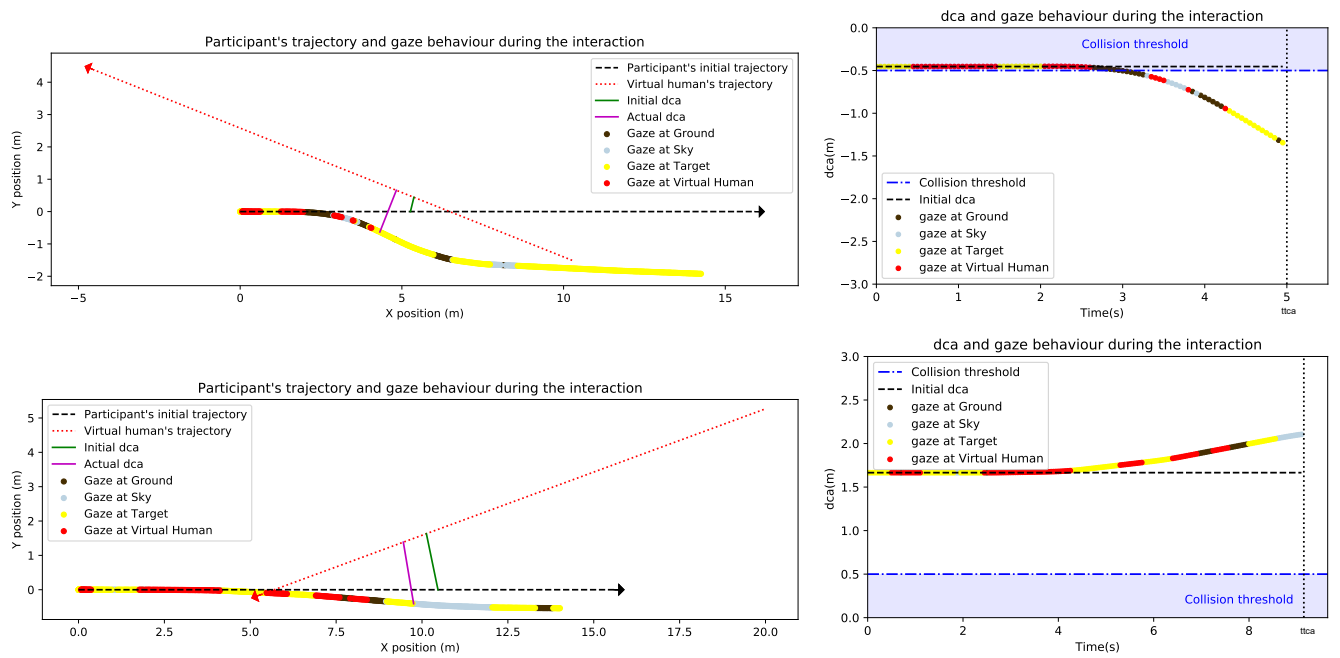 Participant's trajectory and gaze behaviour during the interaction
Y position (m)
4
3
2
1
0
−1
−2
−5
0
5
10
15
X position (m)
Participant's initial trajectory
Virtual human's trajectory
Initial dca
Actual dca
Gaze at Ground
Gaze at Sky
Gaze at Target
Gaze at Virtual Human
dca and gaze behaviour during the interaction
dca(m)
0.0
−0.5
−1.0
−1.5
−2.0
−2.5
−3.0
Collision threshold
Collision threshold
Initial dca
gaze at Ground
gaze at Sky
gaze at Target
gaze at Virtual Human
0
1
2
3
4
5
ttca
Time(s)
Participant's trajectory and gaze behaviour during the interaction
Y position (m)
5
4
3
2
1
0
Participant's initial trajectory
Virtual human's trajectory
Initial dca
Actual dca
Gaze at Ground
Gaze at Sky
Gaze at Target
Gaze at Virtual Human
0.0
2.5
5.0
7.5
10.0
12.5
15.0
17.5
20.0
X position (m)
dca and gaze behaviour during the interaction
dca(m)
3.0
2.5
2.0
1.5
1.0
0.5
0.0
Collision threshold
Initial dca
gaze at Ground
gaze at Sky
gaze at Target
gaze at Virtual Human
Collision threshold
0
2
4
6
8
ttca
Time(s)